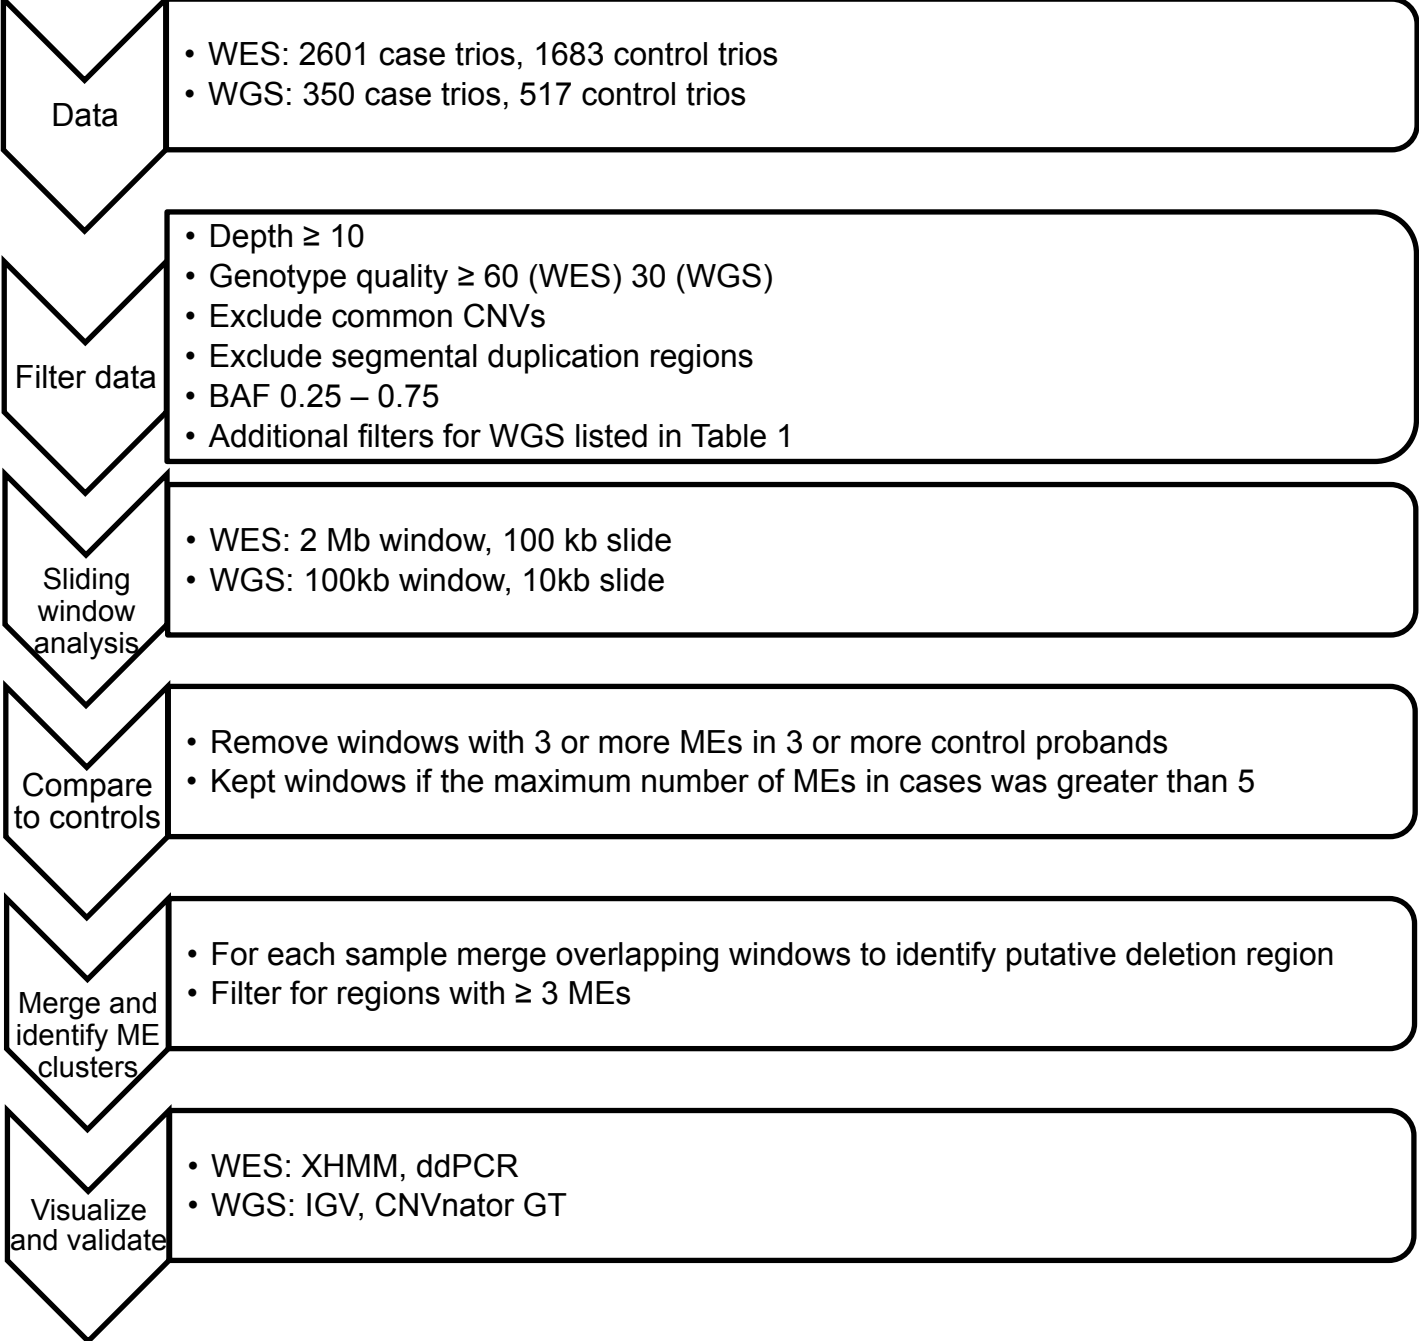 Data
• WES: 2601 case trios, 1683 control trios
• WGS: 350 case trios, 517 control trios
Filter data
• Depth ≥ 10
• Genotype quality ≥ 60 (WES) 30 (WGS)
• Exclude common CNVs
• Exclude segmental duplication regions
• BAF 0.25 – 0.75
• Additional filters for WGS listed in Table 1
Sliding
window
analysis
• WES: 2 Mb window, 100 kb slide
• WGS: 100kb window, 10kb slide
Compare
to controls
• Remove windows with 3 or more MEs in 3 or more control probands
• Kept windows if the maximum number of MEs in cases was greater than 5
Merge and
identify ME
clusters
• For each sample merge overlapping windows to identify putative deletion region
• Filter for regions with ≥ 3 MEs
Visualize
and validate
• WES: XHMM, ddPCR
• WGS: IGV, CNVnator GT